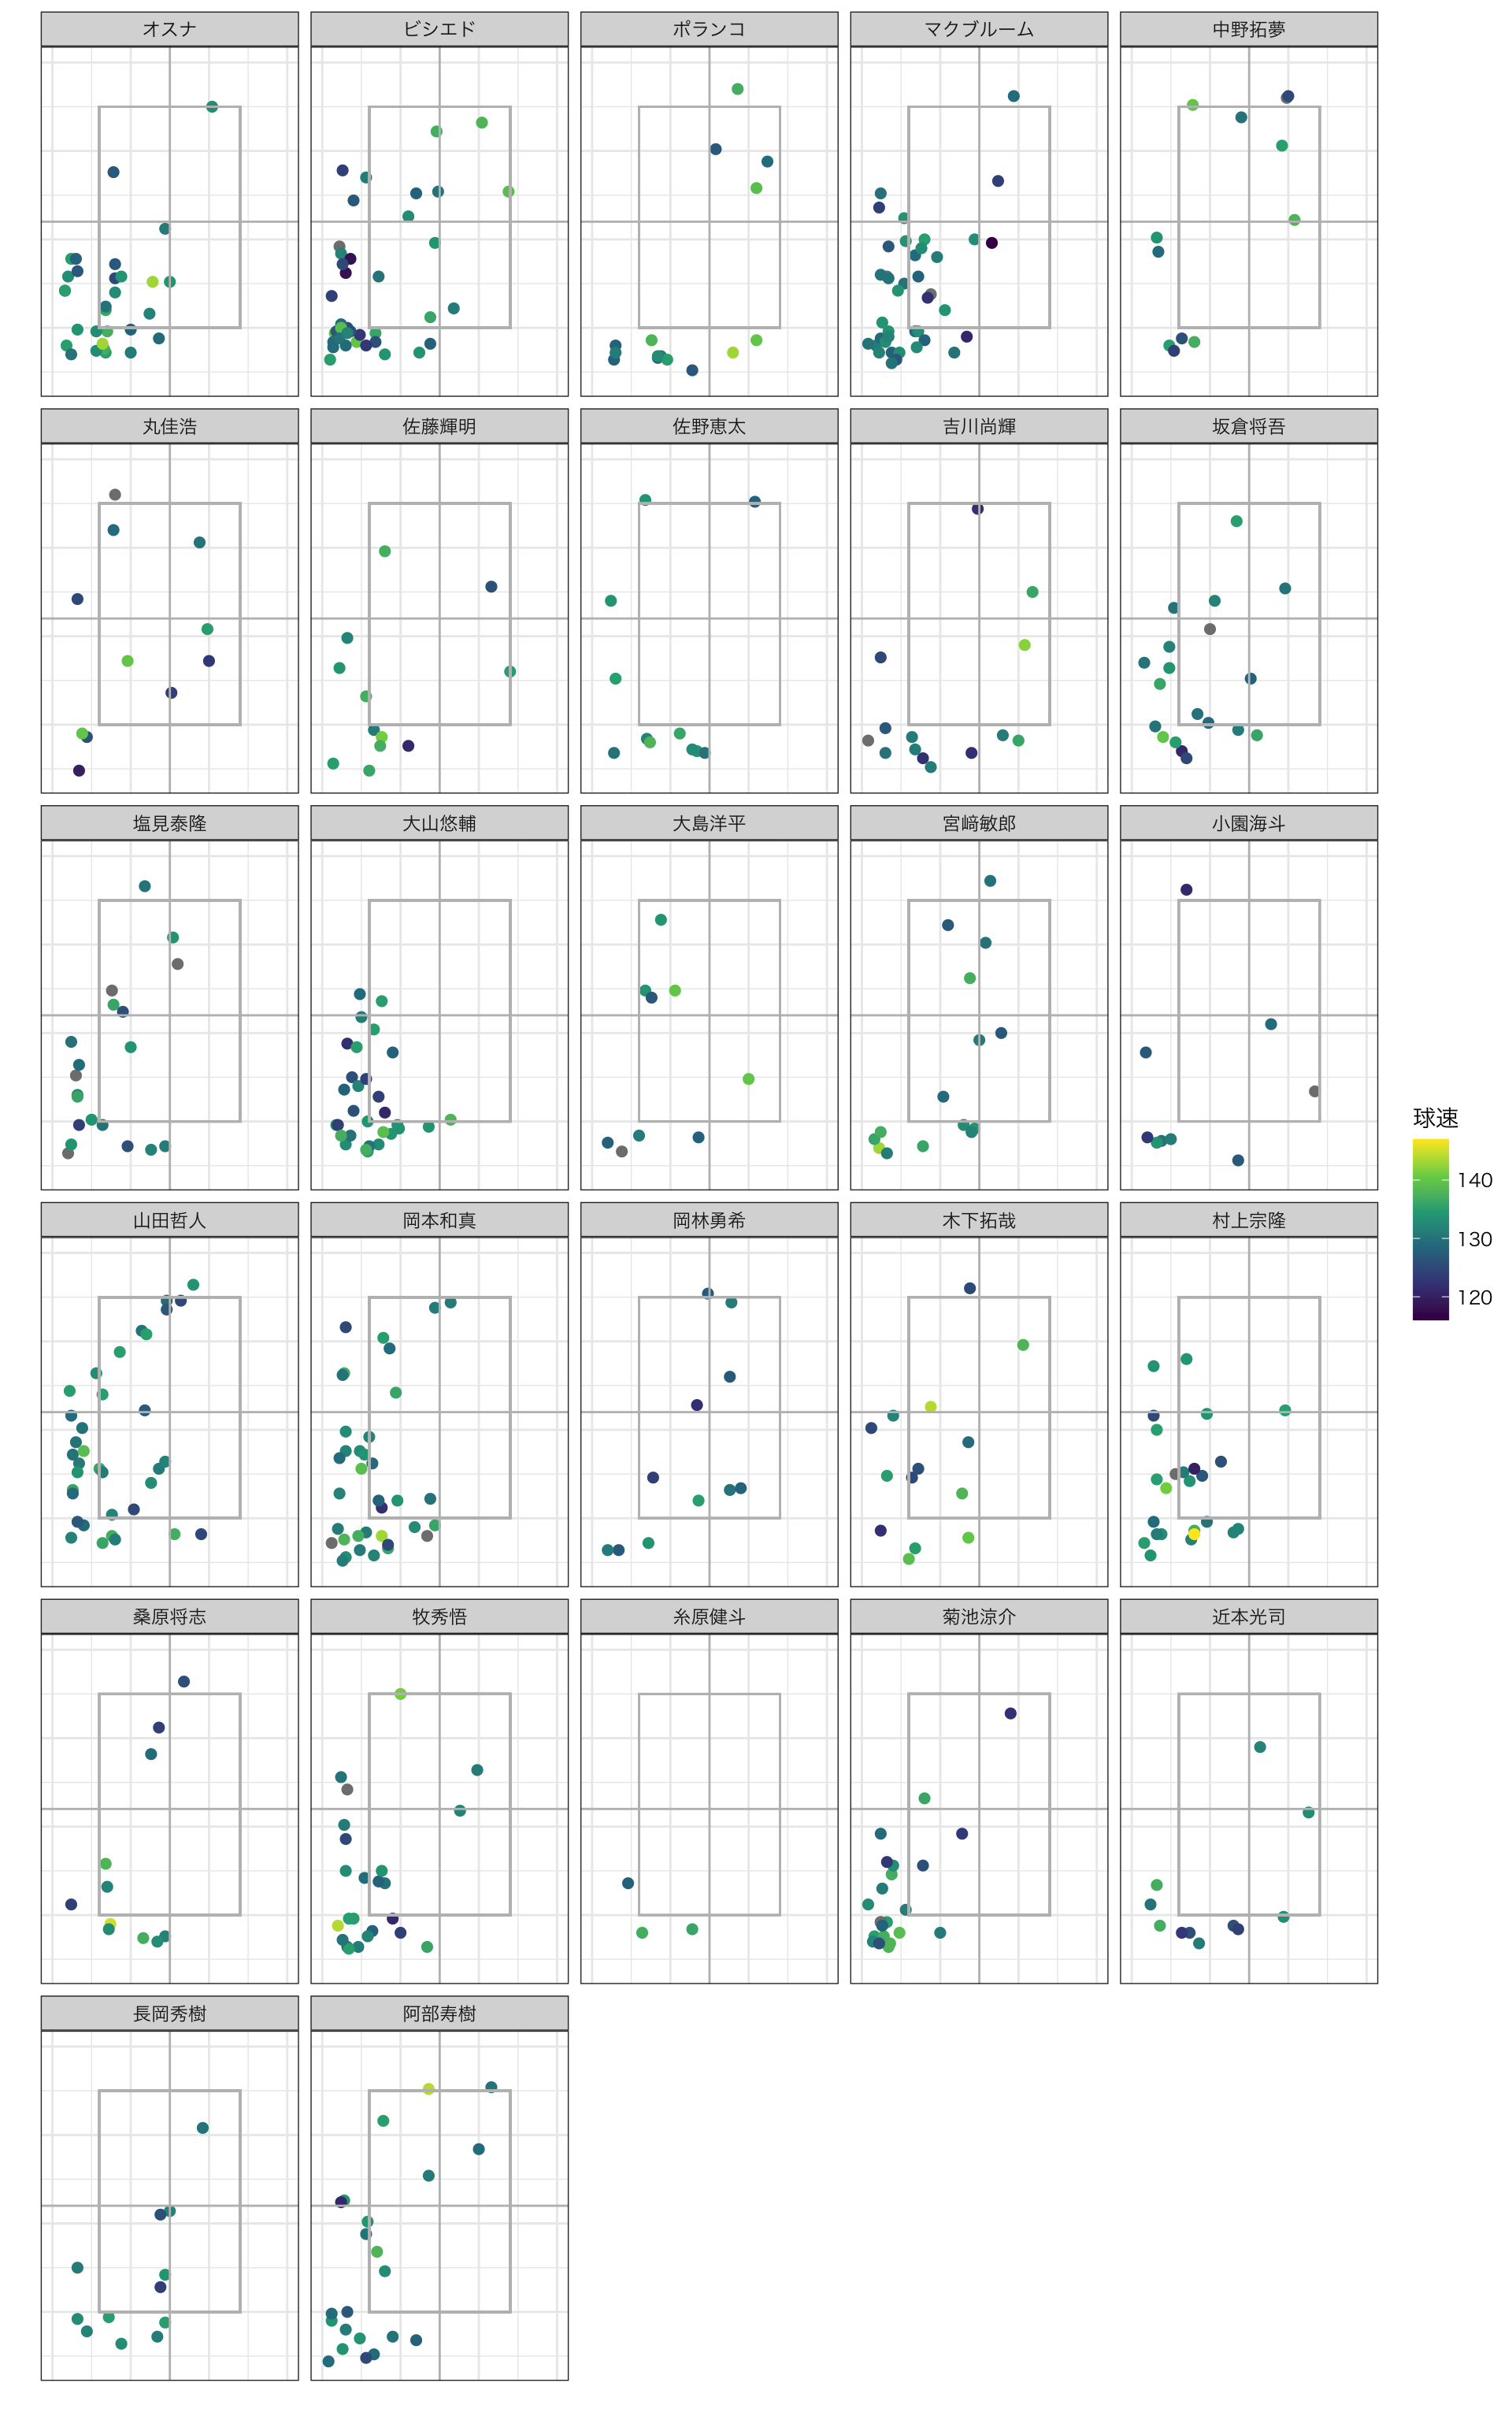 オスナ
ビシエド
ポランコ
マクブルーム
中野拓夢
丸佳浩
佐藤輝明
佐野恵太
吉川尚輝
坂倉将吾
塩見泰隆
大山悠輔
大島洋平
宮﨑敏郎
小園海斗
球速
140
130
120
山田哲人
岡本和真
岡林勇希
木下拓哉
村上宗隆
桑原将志
牧秀悟
糸原健斗
菊池涼介
近本光司
長岡秀樹
阿部寿樹